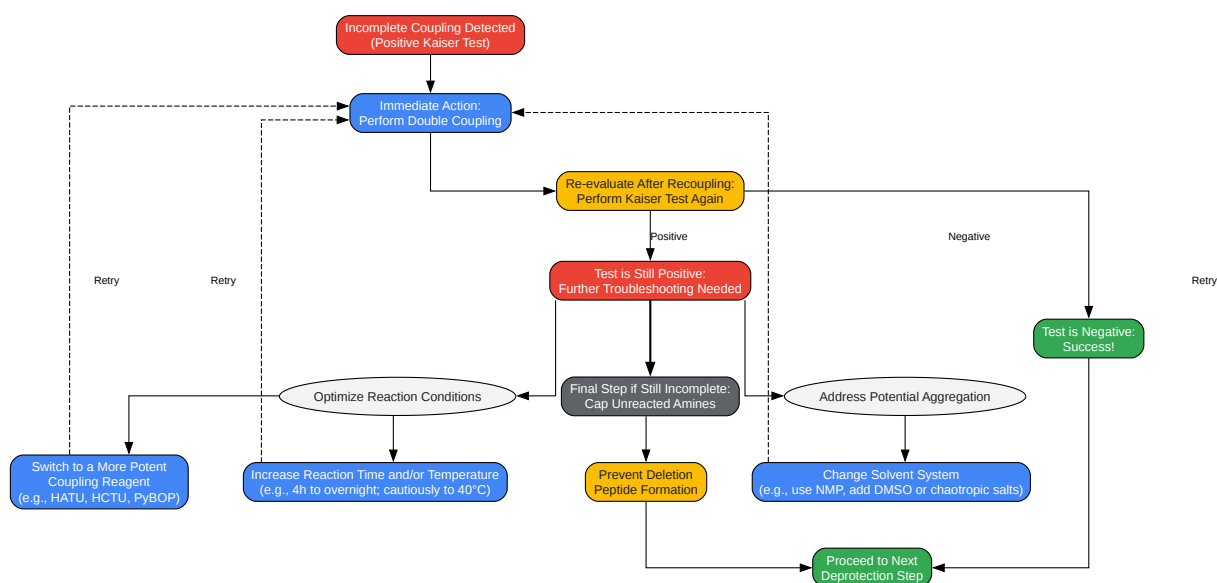 Incomplete Coupling Detected
(Positive Kaiser Test)
Immediate Action:
Perform Double Coupling
Re-evaluate After Recoupling:
Perform Kaiser Test Again
Positive
Negative
Retry
Retry
Retry
Test is Still Positive:
Further Troubleshooting Needed
Test is Negative:
Success!
Optimize Reaction Conditions
Final Step if Still Incomplete:
Cap Unreacted Amines
Address Potential Aggregation
Switch to a More Potent
Coupling Reagent
(e.g., HATU, HCTU, PyBOP)
Increase Reaction Time and/or Temperature
(e.g., 4h to overnight; cautiously to 40°C)
Prevent Deletion
Peptide Formation
Change Solvent System
(e.g., use NMP, add DMSO or chaotropic salts)
Proceed to Next
Deprotection Step